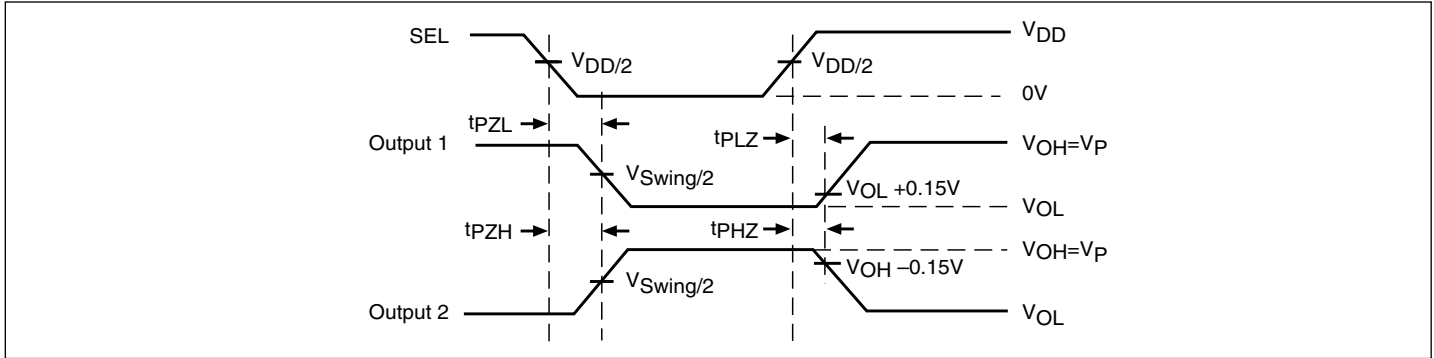 SEL
VDD/2
VDD/2
VDD
0V
tPZL
tPLZ
Output 1
VSwing/2
VOL +0.15V
VOH=VP
VOL
tPZH
tPHZ
VOH=VP
VSwing/2
VOH –0.15V
Output 2
VOL